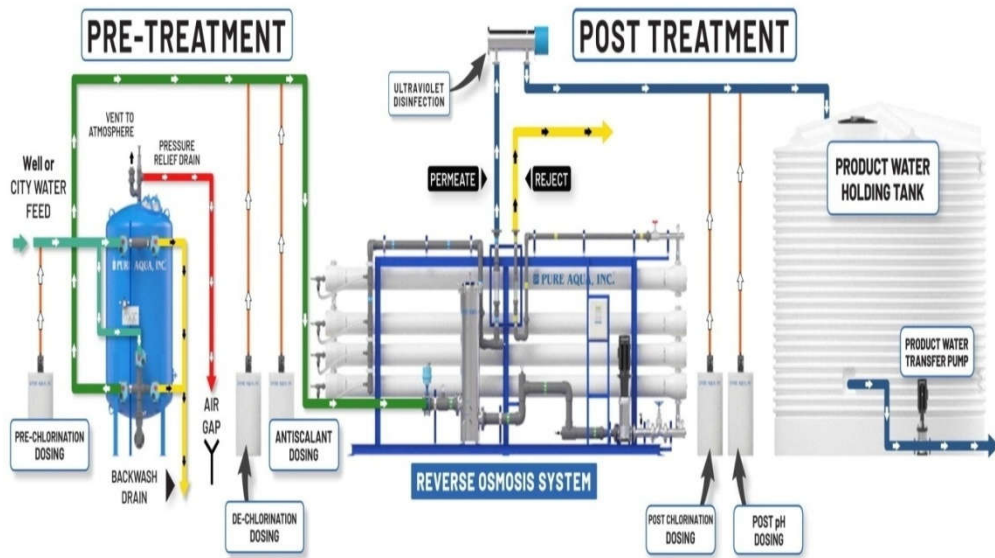 PRE-TREATMENT
POST TREATMENT
ULTRAVIOLET
DISINFECTION
VENT TO
ATMOSPHERE
PRESSURE
RELIEF DRAIN
Well or
CITY WATER
FEED
PERMEATE
REJECT
PRODUCT WATER
HOLDING TANK
PURE AQUA, INC.
PURE AQUA, INC.
PRODUCT WATER
TRANSFER PUMP
PRE-CHLORINATION
DOSING
AIR
GAP
ANTISCALANT
DOSING
BACKWASH
DRAIN
REVERSE OSMOSIS SYSTEM
DE-CHLORINATION
DOSING
POST CHLORINATION
DOSING
POST pH
DOSING